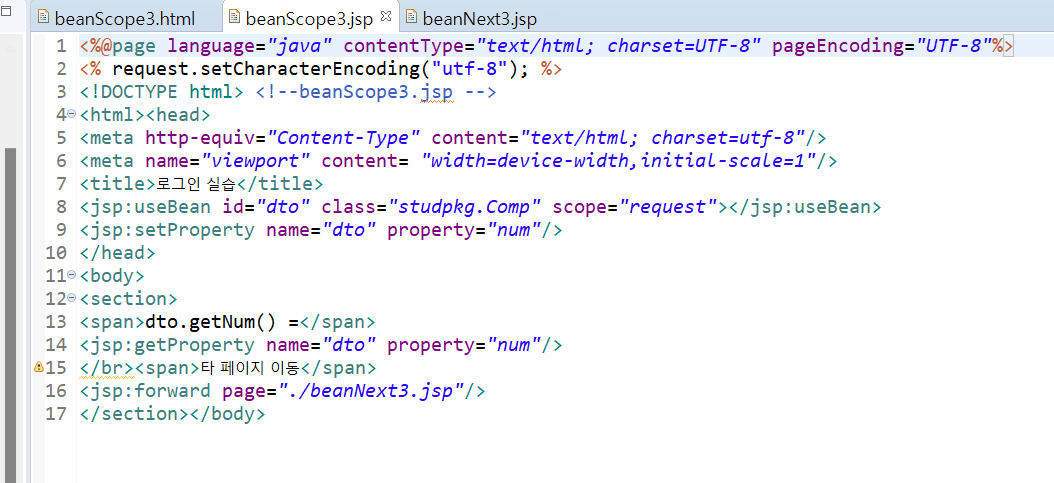 beanScope3.html beanScope3.jsp beanNext3.jsp
1 <%@page language="java" contentType="text/html; charset=UTF-8" pageEncoding="UTF-8"%>
2 <% request.setCharacterEncoding("utf-8"); %>
3 <!DOCTYPE html> <!--beanScope3.jsp -->
4 <html><head>
5 <meta http-equiv="Content-Type" content="text/html; charset=utf-8"/>
6 <meta name="viewport" content= "width=device-width,initial-scale=1"/>
7 <title>로그인 실습</title>
8 <jsp:useBean id="dto" class="studpkg.Comp" scope="request"></jsp:useBean>
9 <jsp:setProperty name="dto" property="num"/>
10 </head>
11 <body>
12 <section>
13 <span>dto.getNum() =</span>
14 <jsp:getProperty name="dto" property="num"/>
15 </br><span>타 페이지 이동</span>
16 <jsp:forward page="./beanNext3.jsp"/>
17 </section></body>